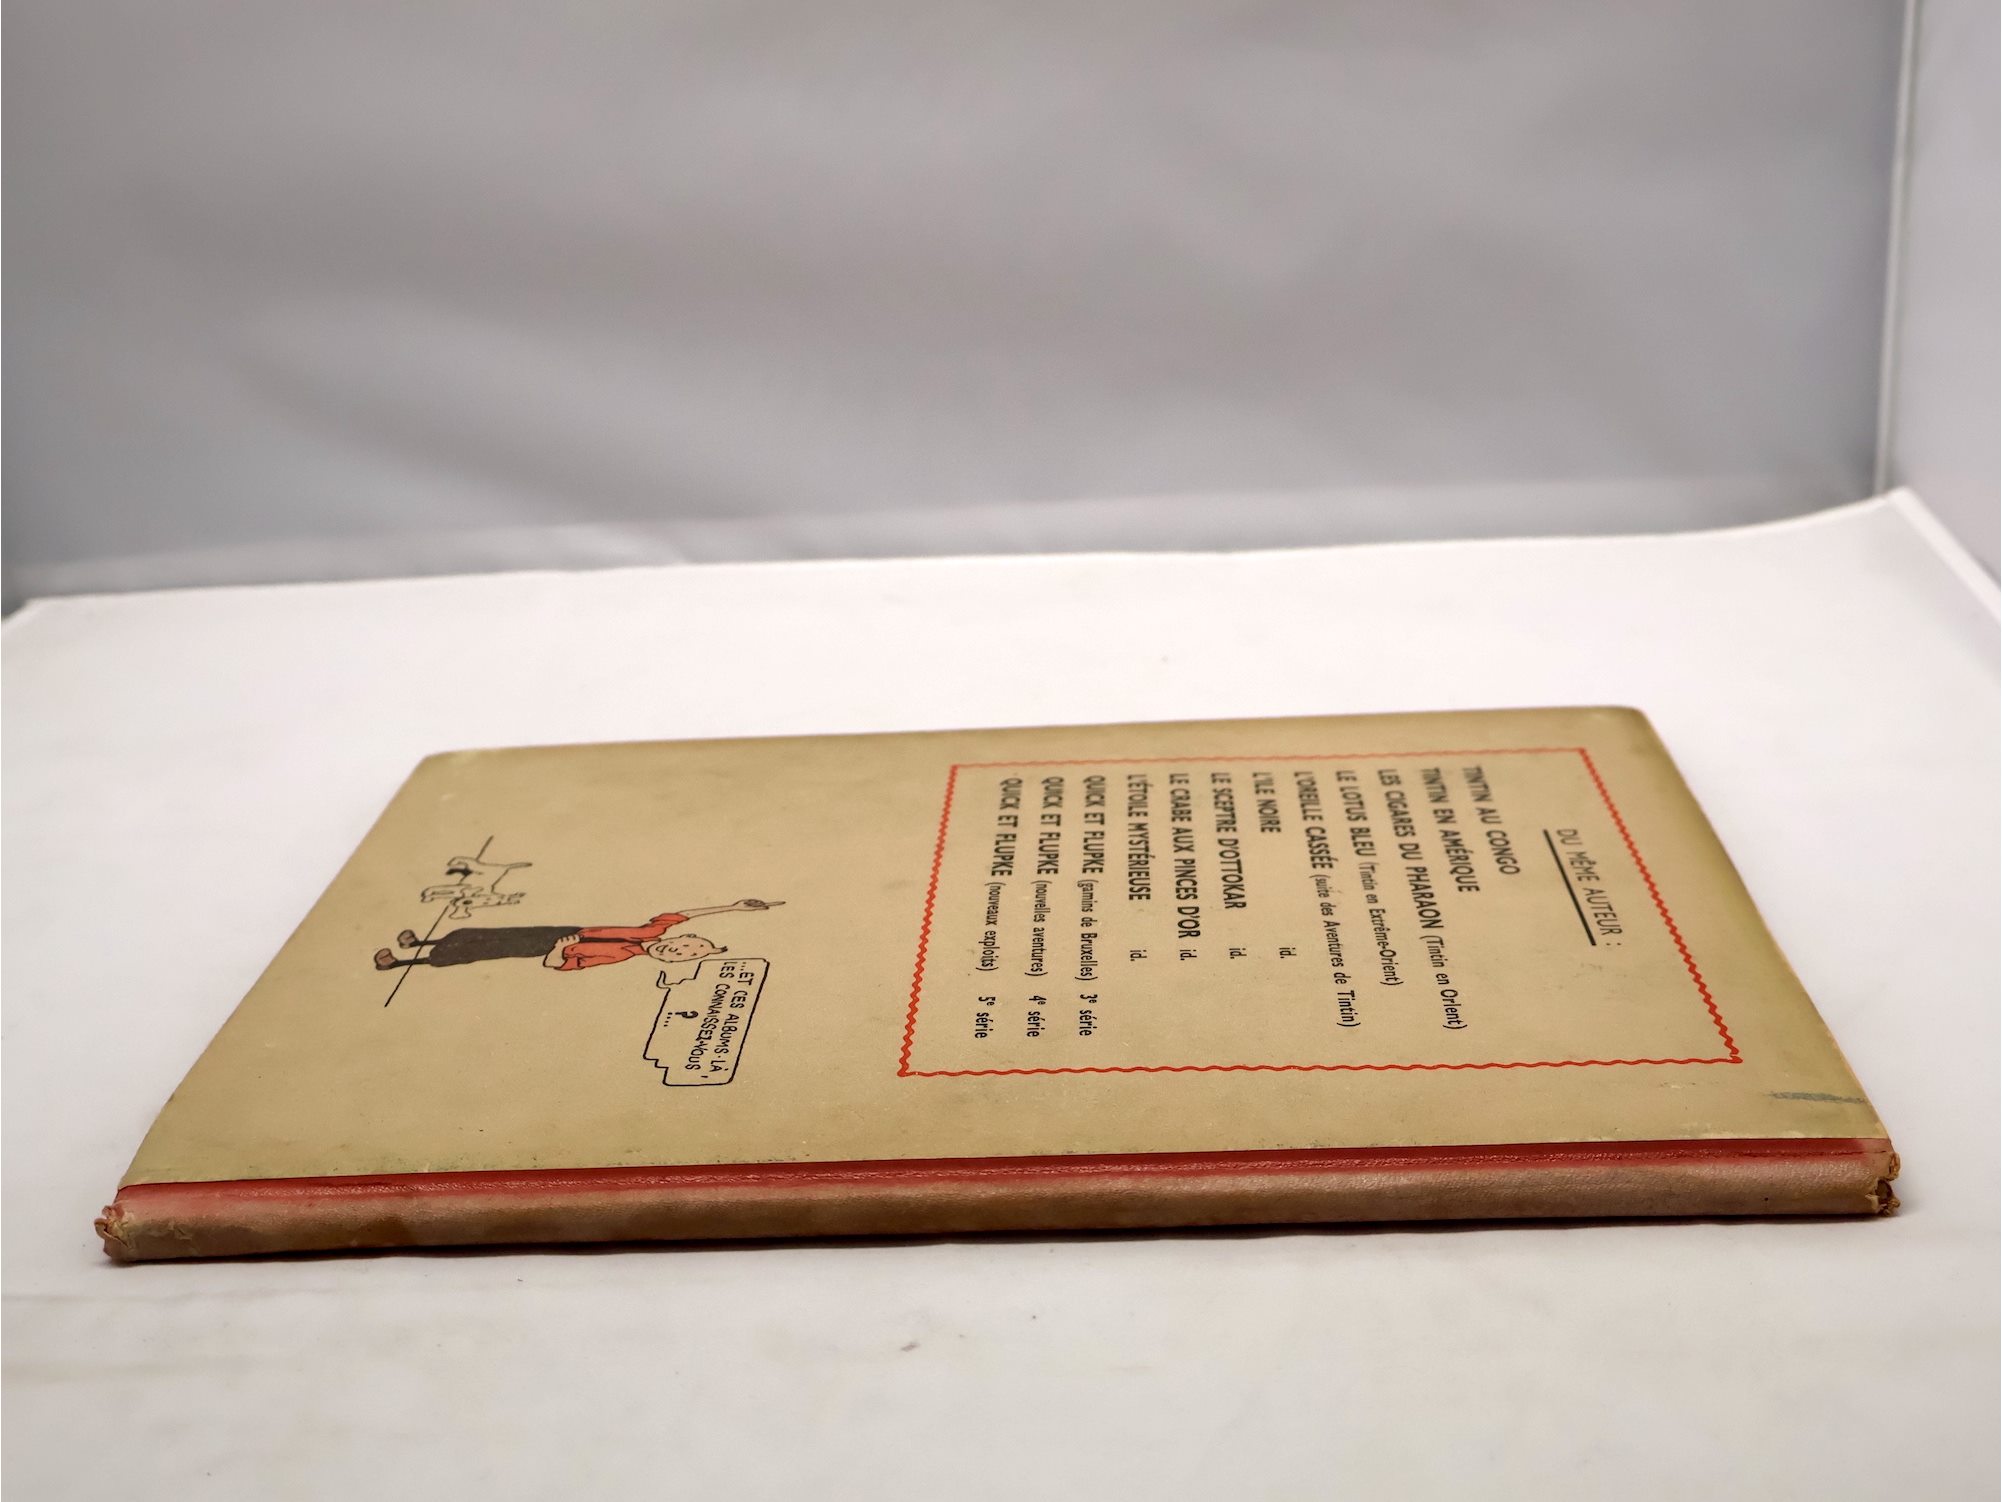 DU MÊME AUTEUR :
TINTIN AU CONGO
TINTIN EN AMÉRIQUE
LES CIGARES DU PHARAON (Tintin en Orient)
LE LOTUS BLEU (Tintin en Extrême-Orient)
L'OREILLE CASSÉE (suite des Aventures de Tintin)
L'ILE NOIRE id.
LE SCEPTRE D'OTTOKAR id.
LE CRABE AUX PINCES D'OR id.
L'ÉTOILE MYSTÉRIEUSE id.
QUICK ET FLUPKE (gamins de Bruxelles) 3e série
QUICK ET FLUPKE (nouvelles aventures) 4e série
QUICK ET FLUPKE (nouveaux exploits) 5e série
...ET CES ALBUMS-LÀ,
LES CONNAISSEZ-VOUS
?....